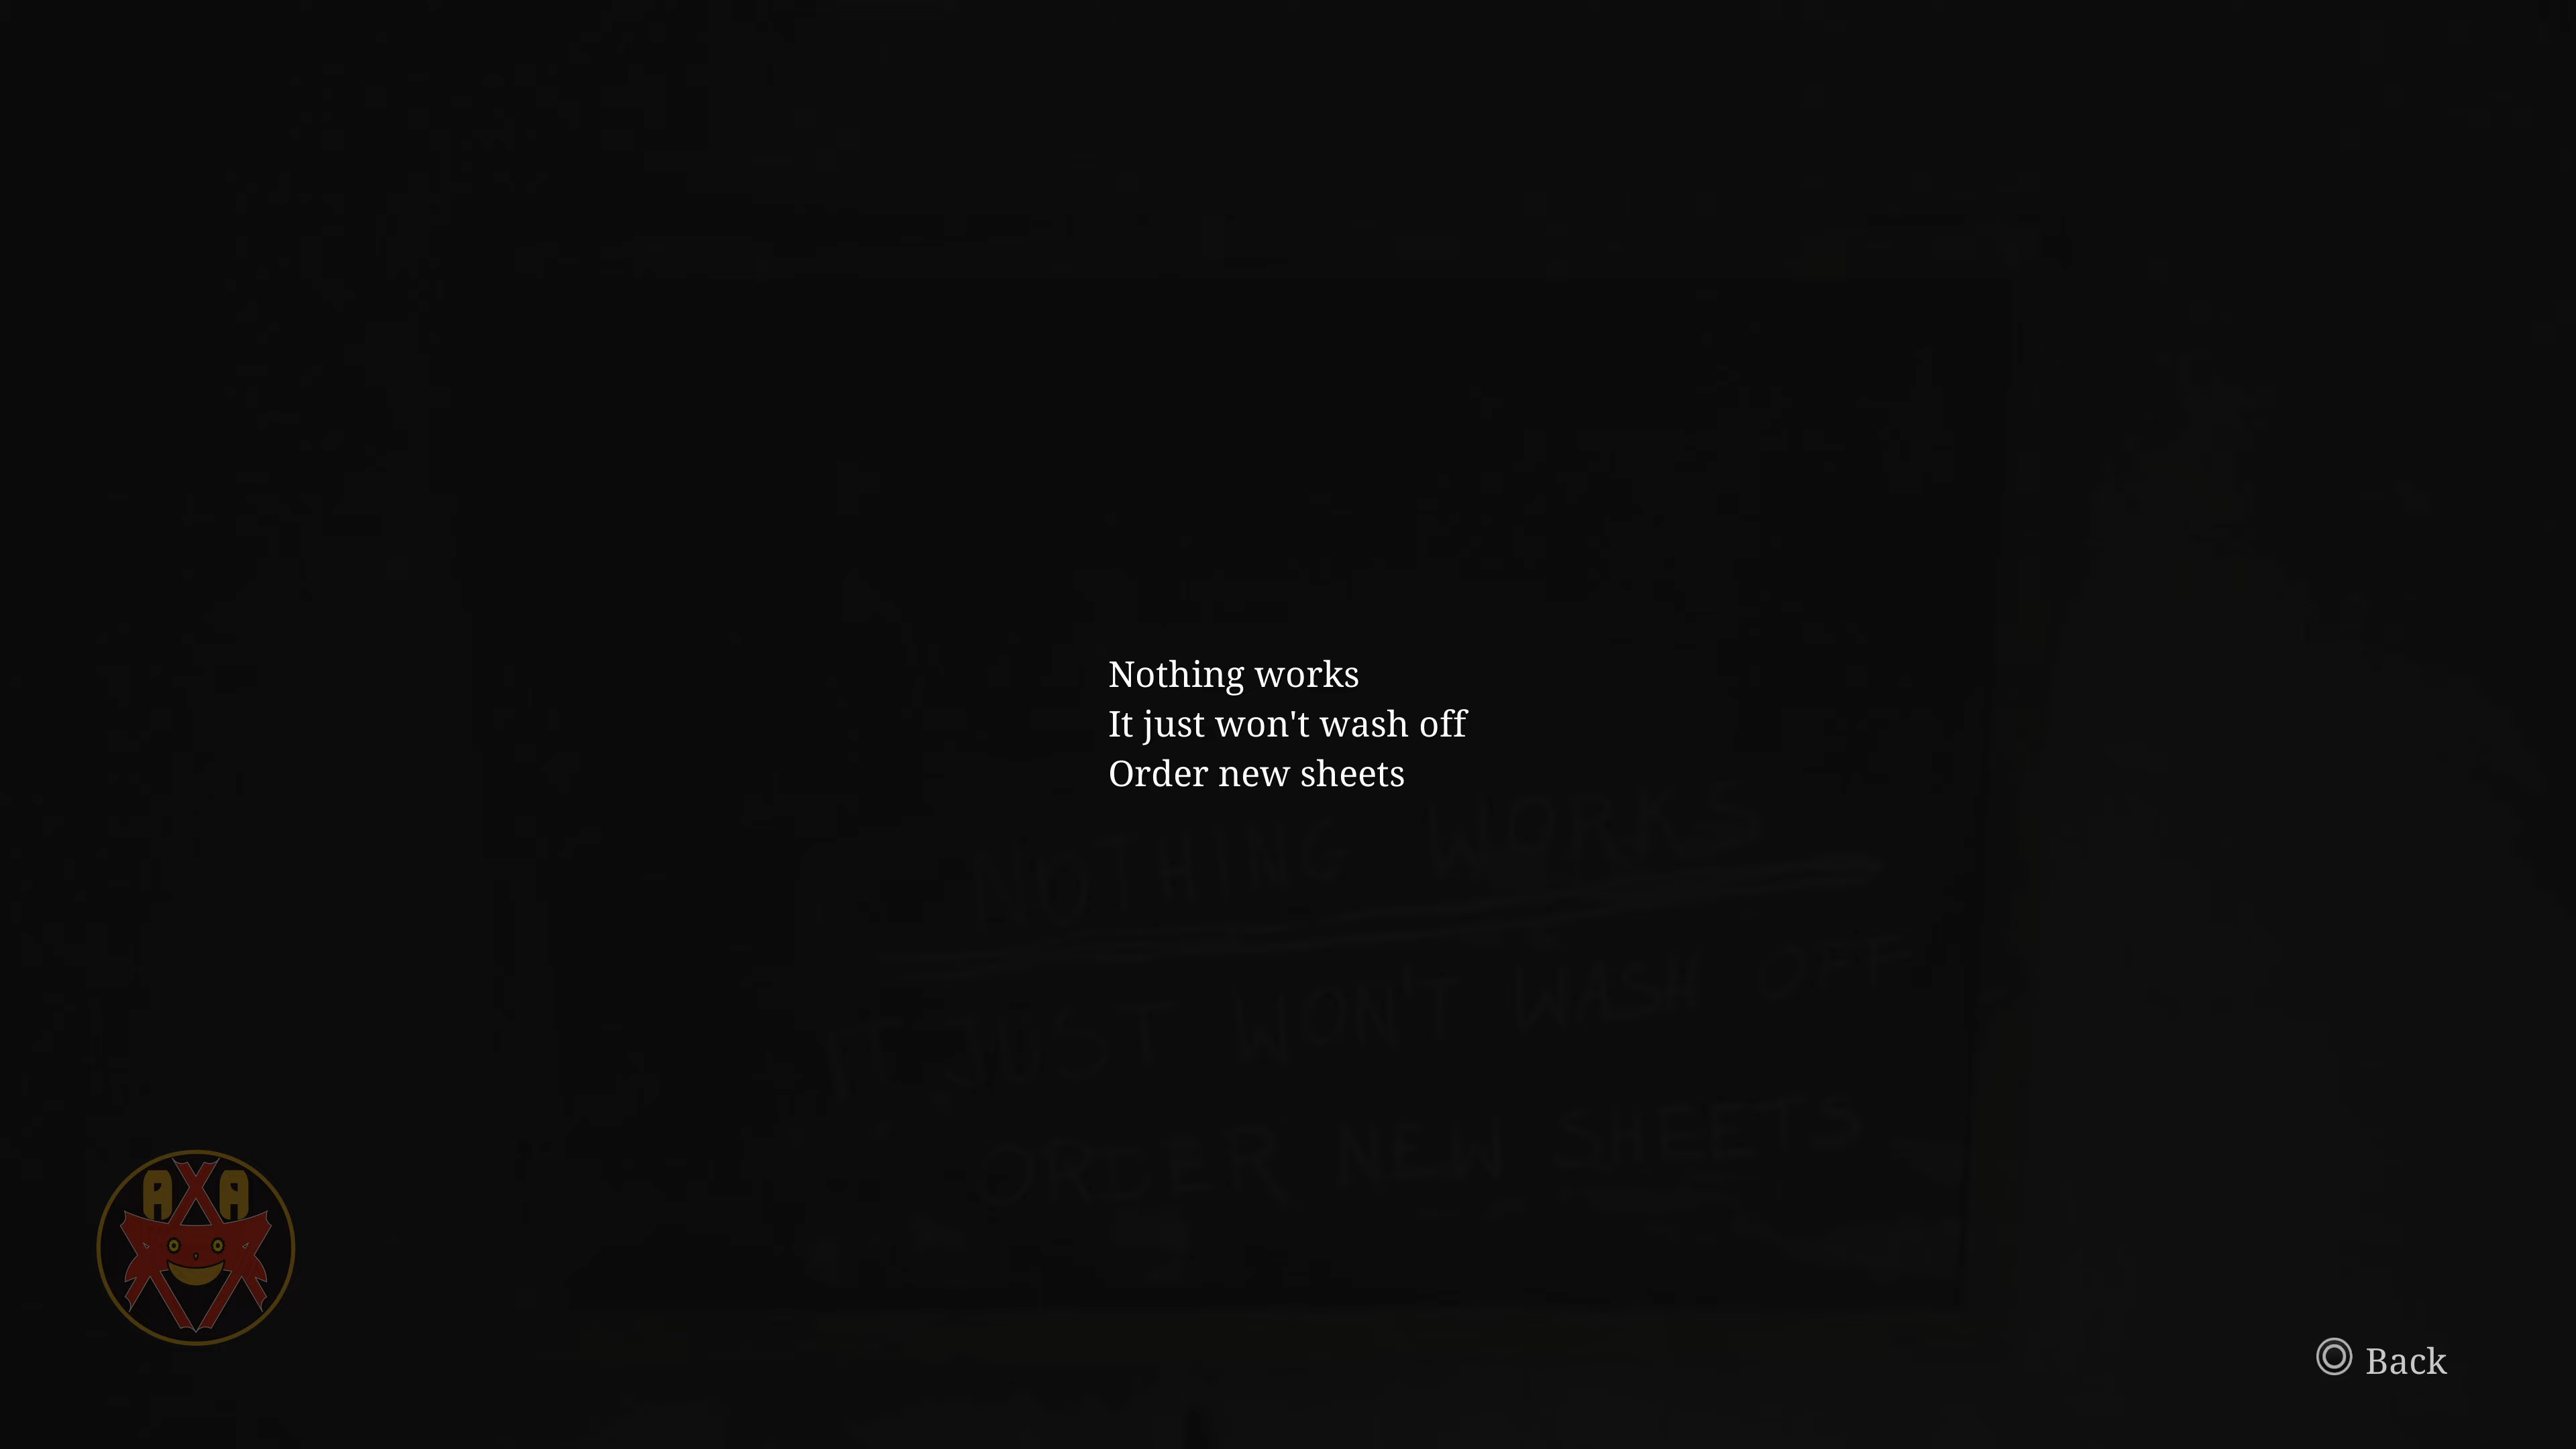 Nothing works
It just won't wash off
Order new sheets
NOTHING WORKS
IT JUST WON'T WASH OFF
ORDER NEW SHEETS
AXA
Back